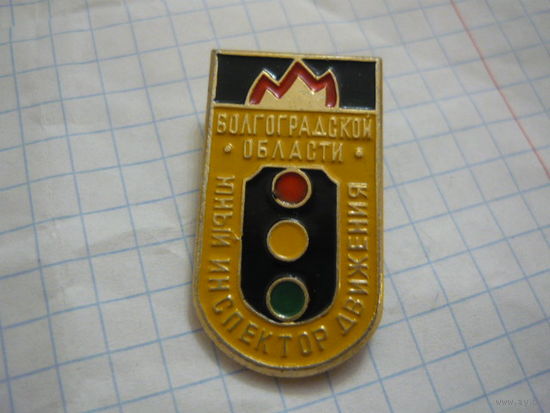 ВОЛГОГРАДСКОЙ
ОБЛАСТИ
ЮНЫЙ ИНСПЕКТОР ДВИЖЕНИЯ